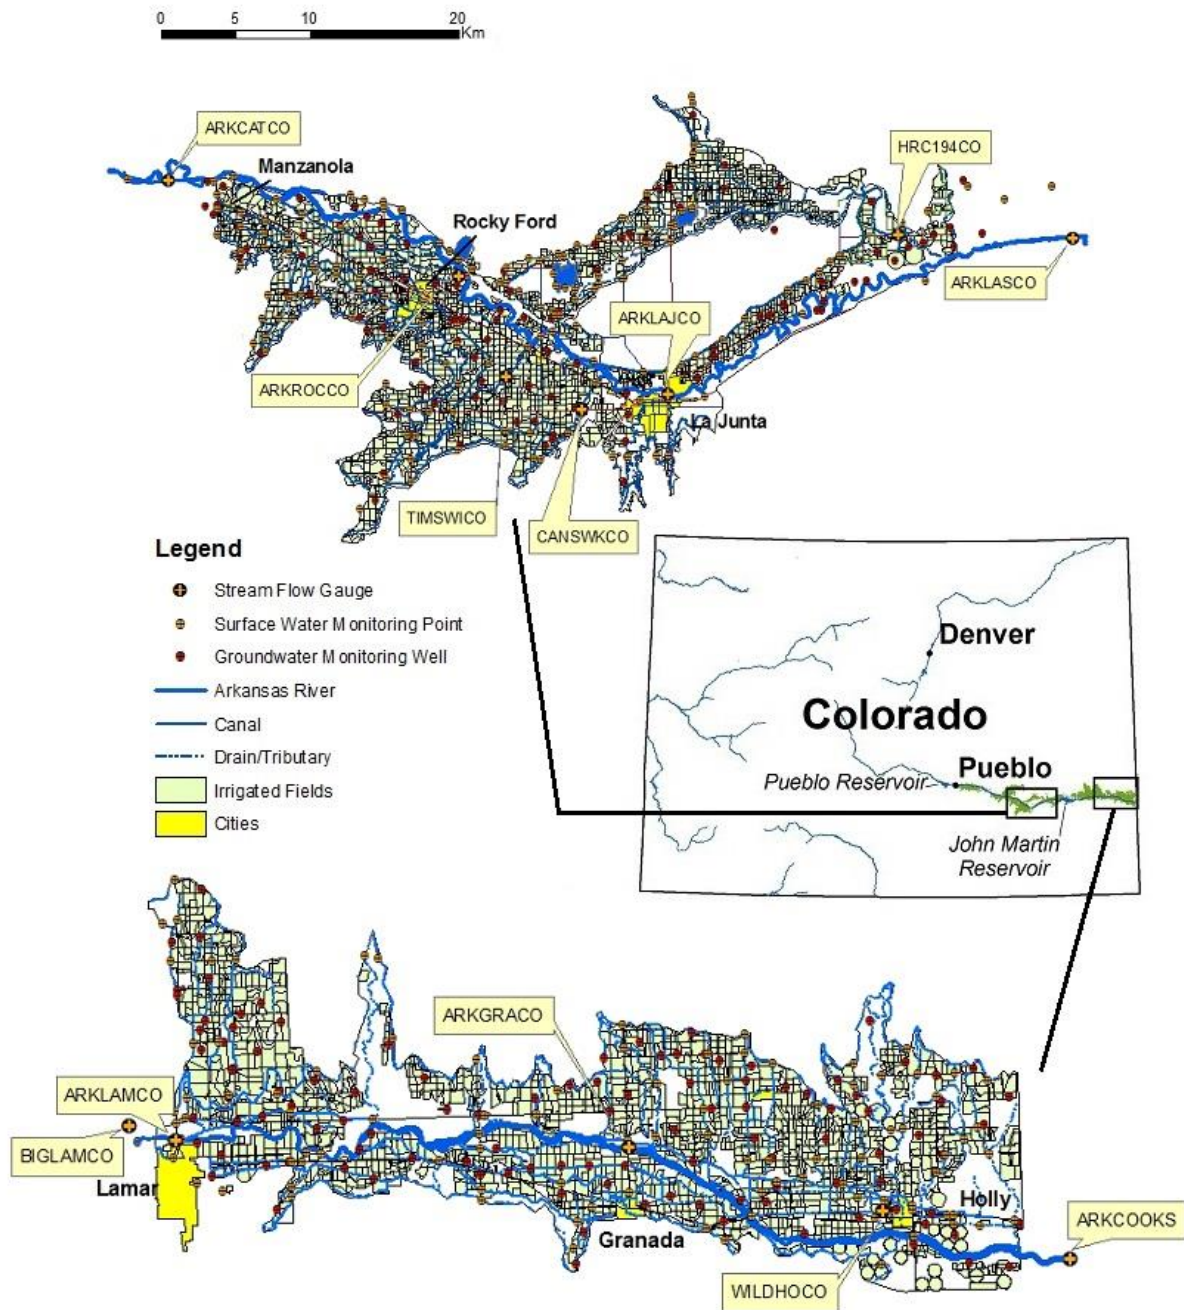 0 5 10 20
Km
ARKCATCO
HRC194CO
Manzanola
Rocky Ford
ARKLASCO
ARKLAJCO
ARKROCCO
La Junta
TIMSWICO
CANSWKCO
Legend
Stream Flow Gauge
Surface Water Monitoring Point
Groundwater Monitoring Well
Arkansas River
Canal
Drain/Tributary
Irrigated Fields
Cities
Denver
Colorado
Pueblo
Pueblo Reservoir
John Martin
Reservoir
ARKGRACO
ARKLAMCO
BIGLAMCO
Lamar
Holly
Granada
ARKCOOKS
WILDHOCO